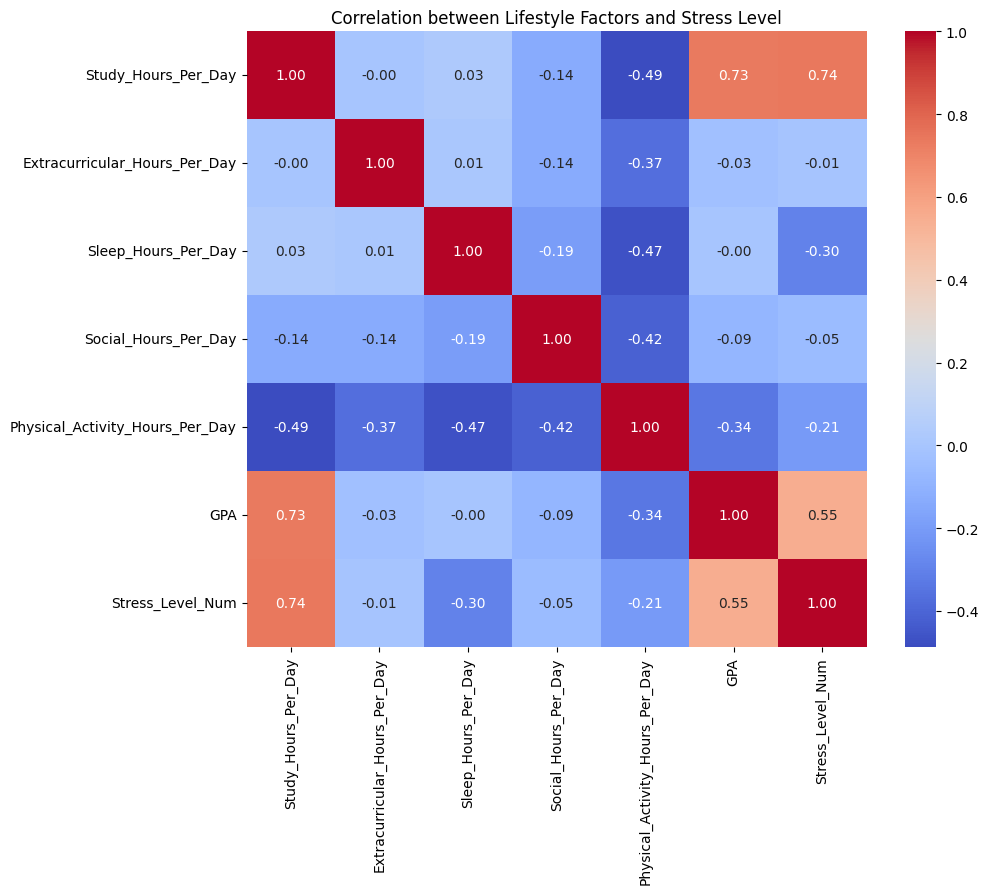 Correlation between Lifestyle Factors and Stress Level
Study_Hours_Per_Day 1.00 -0.00 0.03 -0.14 -0.49 0.73 0.74
Extracurricular_Hours_Per_Day -0.00 1.00 0.01 -0.14 -0.37 -0.03 -0.01
Sleep_Hours_Per_Day 0.03 0.01 1.00 -0.19 -0.47 -0.00 -0.30
Social_Hours_Per_Day -0.14 -0.14 -0.19 1.00 -0.42 -0.09 -0.05
Physical_Activity_Hours_Per_Day -0.49 -0.37 -0.47 -0.42 1.00 -0.34 -0.21
GPA 0.73 -0.03 -0.00 -0.09 -0.34 1.00 0.55
Stress_Level_Num 0.74 -0.01 -0.30 -0.05 -0.21 0.55 1.00
Study_Hours_Per_Day
Extracurricular_Hours_Per_Day
Sleep_Hours_Per_Day
Social_Hours_Per_Day
Physical_Activity_Hours_Per_Day
GPA
Stress_Level_Num
1.0
0.8
0.6
0.4
0.2
0.0
−0.2
−0.4